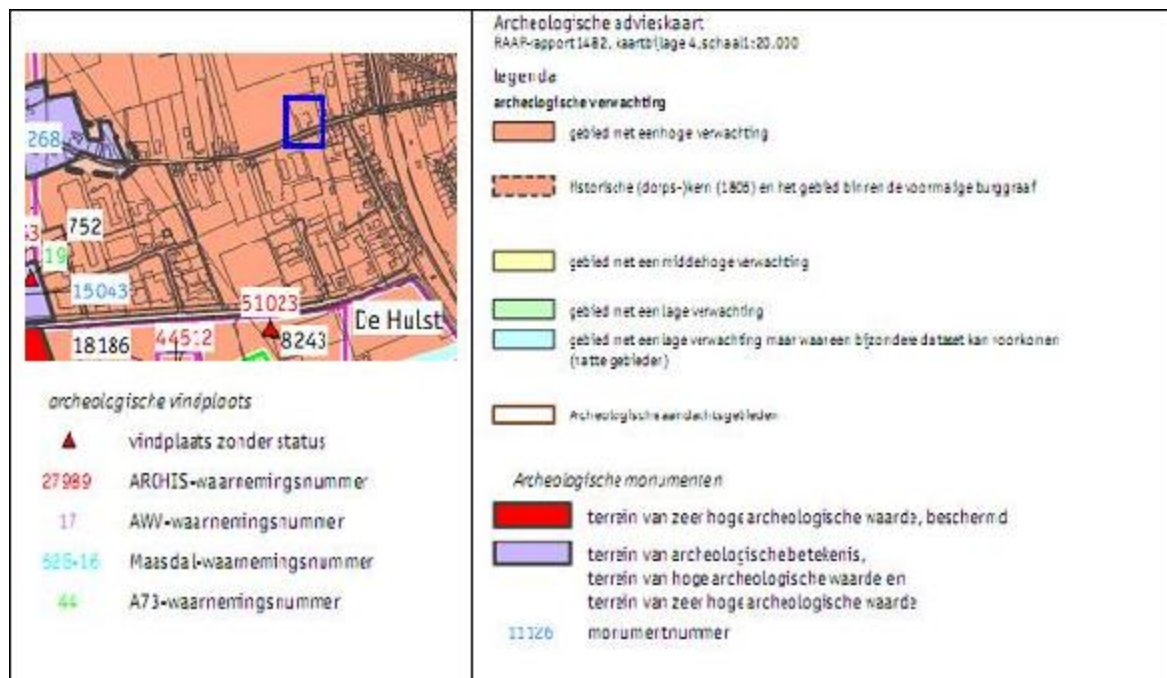 268
752
53
19
15043
51023
De Hulst
44512
8243
18186
archeologische vindplaats
vindplaats zonder status
27989 ARCHIS-waarnemingsnummer
17 AWV-waarnemingsnummer
628-16 Maasdal-waarnemingsnummer
44 A73-waarnemingsnummer
Archeologische advieskaart
RAAP-rapport 1482, kaartbijlage 4, schaal 1:20.000
legenda
archeologische verwachting
gebied met een hoge verwachting
Historische (dorps-)kern (1806) en het gebied binnen de voormalige burggraaf
gebied met een middelhoge verwachting
gebied met een lage verwachting
gebied met een lage verwachting maar waar een bijzondere dataset kan voorkomen
(natte gebieden)
Archeologische aandachtsgebieden
Archeologische monumenten
terrein van zeer hoge archeologische waarde, beschermd
terrein van archeologische betekenis,
terrein van hoge archeologische waarde en
terrein van zeer hoge archeologische waarde
11126 monumentnummer